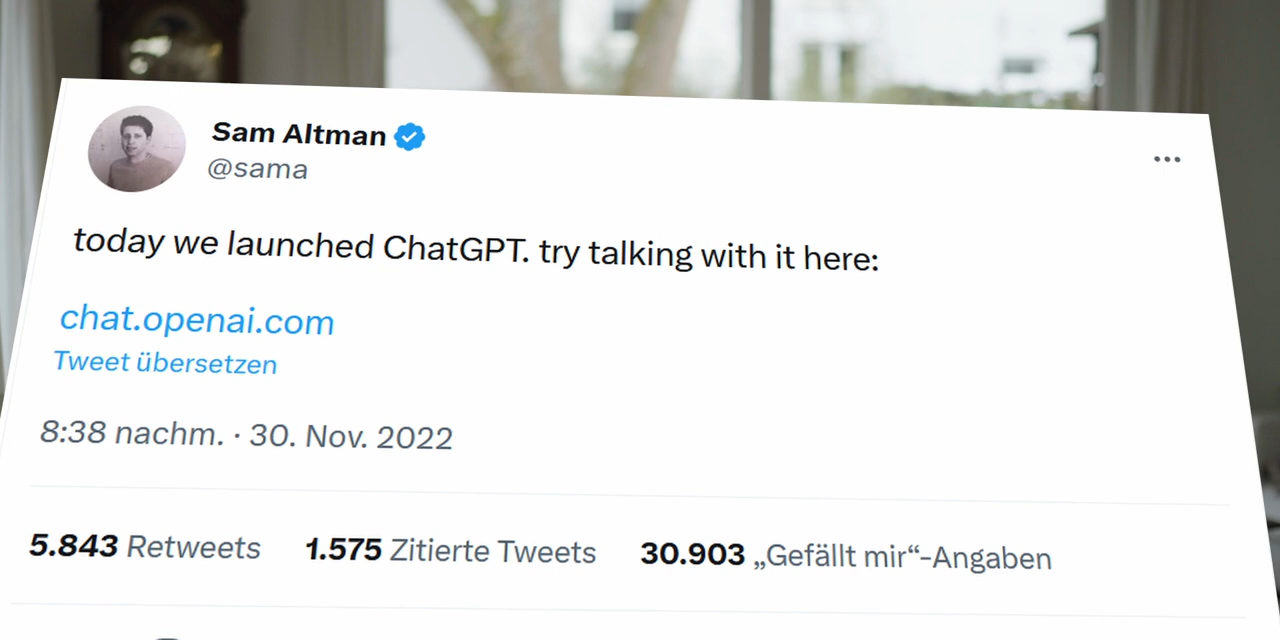 Sam Altman
@sama
today we launched ChatGPT. try talking with it here:
chat.openai.com
Tweet übersetzen
8:38 nachm. · 30. Nov. 2022
5.843 Retweets 1.575 Zitierte Tweets 30.903 „Gefällt mir“-Angaben